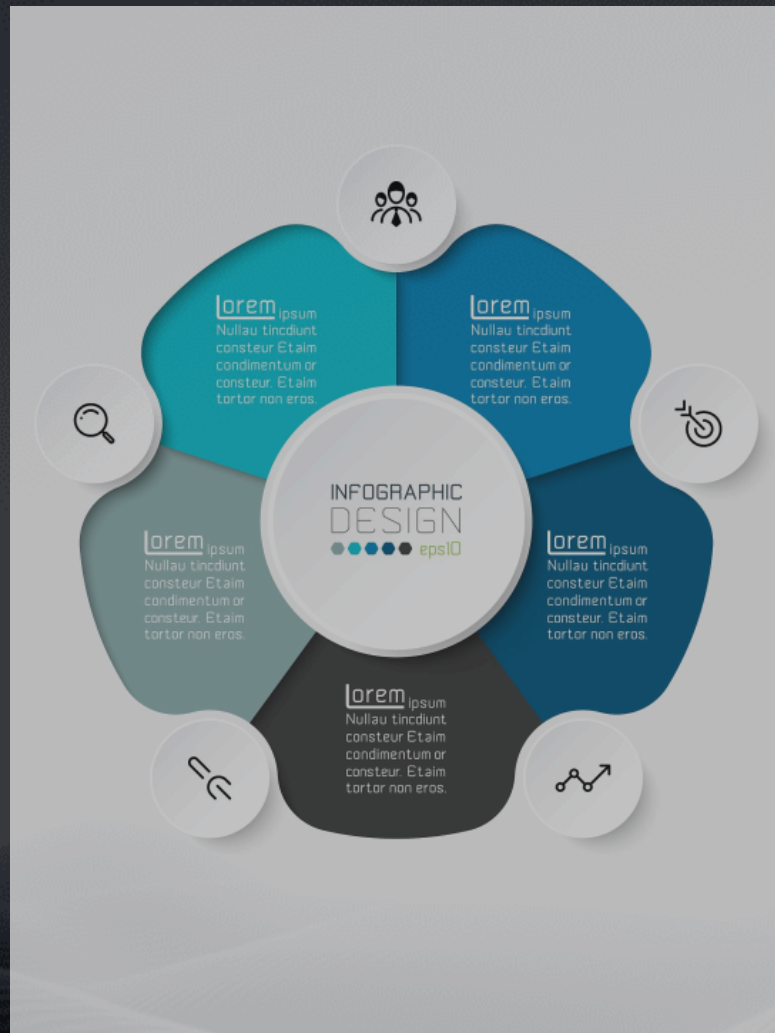 Lorem ipsum
Nullau tincdiunt
consteur Etaim
condimentum or
consteur. Etaim
tortor non eros.
Lorem ipsum
Nullau tincdiunt
consteur Etaim
condimentum or
consteur. Etaim
tortor non eros.
INFOGRAPHIC
DESIGN
eps10
Lorem ipsum
Nullau tincdiunt
consteur Etaim
condimentum or
consteur. Etaim
tortor non eros.
Lorem ipsum
Nullau tincdiunt
consteur Etaim
condimentum or
consteur. Etaim
tortor non eros.
Lorem ipsum
Nullau tincdiunt
consteur Etaim
condimentum or
consteur. Etaim
tortor non eros.